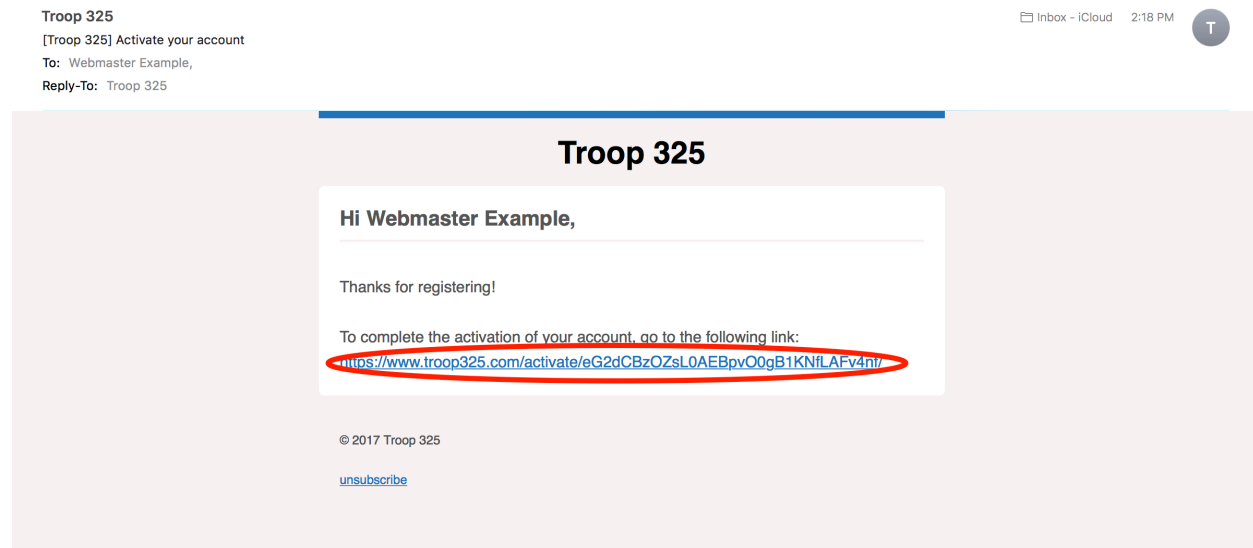 Troop 325
Inbox - iCloud 2:18 PM
T
[Troop 325] Activate your account
To: Webmaster Example,
Reply-To: Troop 325
Troop 325
Hi Webmaster Example,
Thanks for registering!
To complete the activation of your account, go to the following link:
https://www.troop325.com/activate/eG2dCBzOZsL0AEBpvO0gB1KNfLAFv4nf/
© 2017 Troop 325
unsubscribe